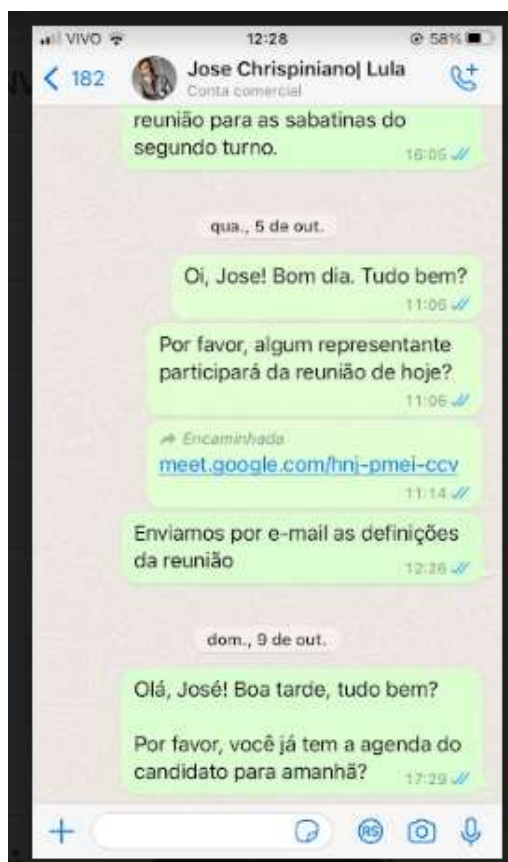 VIVO 12:28 58%
182 Jose Chrispiniano| Lula
Conta comercial
reunião para as sabatinas do
segundo turno.
16:05
qua., 5 de out.
Oi, Jose! Bom dia. Tudo bem?
11:06
Por favor, algum representante
participará da reunião de hoje?
11:06
Encaminhada
meet.google.com/hnj-pmei-ccv
11:14
Enviamos por e-mail as definições
da reunião
12:26
dom., 9 de out.
Olá, José! Boa tarde, tudo bem?
Por favor, você já tem a agenda do
candidato para amanhã?
17:29
RS